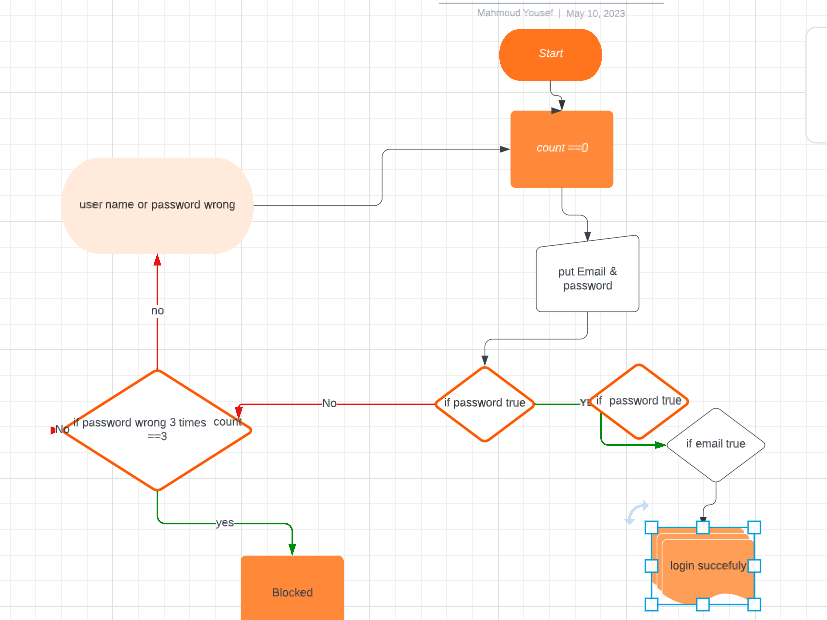 Mahmoud Yousef | May 10, 2023
Start
count ==0
user name or password wrong
put Email &
password
no
No
if password true
if password true
if email true
No
if password wrong 3 times count
==3
yes
Blocked
login succefuly